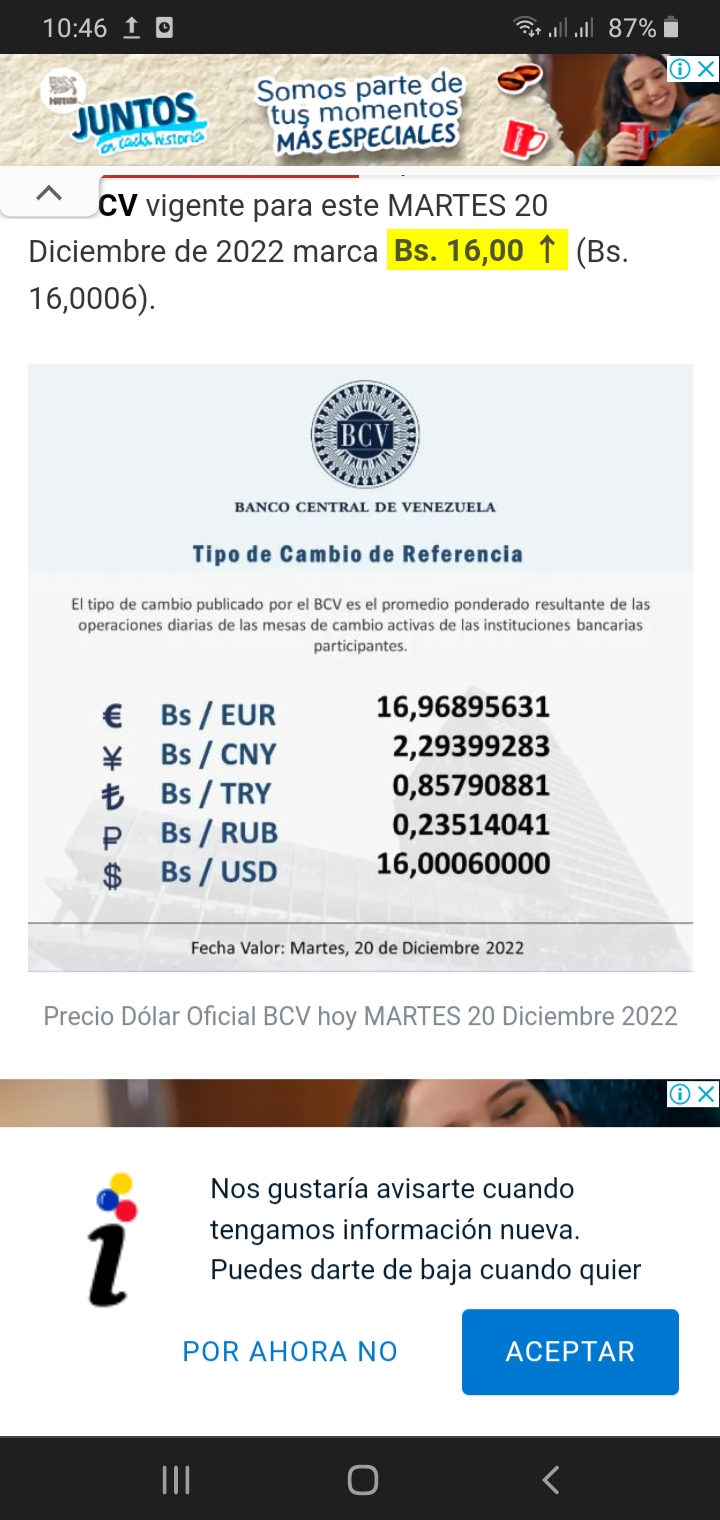 10:46
87%
JUNTOS
en cada historia
Somos parte de
tus momentos
MÁS ESPECIALES
CV vigente para este MARTES 20
Diciembre de 2022 marca Bs. 16,00 ↑ (Bs.
16,0006).
BCV
BANCO CENTRAL DE VENEZUELA
Tipo de Cambio de Referencia
El tipo de cambio publicado por el BCV es el promedio ponderado resultante de las
operaciones diarias de las mesas de cambio activas de las instituciones bancarias
participantes.
€ Bs / EUR 16,96895631
¥ Bs / CNY 2,29399283
₺ Bs / TRY 0,85790881
₽ Bs / RUB 0,23514041
$ Bs / USD 16,00060000
Fecha Valor: Martes, 20 de Diciembre 2022
Precio Dólar Oficial BCV hoy MARTES 20 Diciembre 2022
i
Nos gustaría avisarte cuando
tengamos información nueva.
Puedes darte de baja cuando quier
POR AHORA NO
ACEPTAR